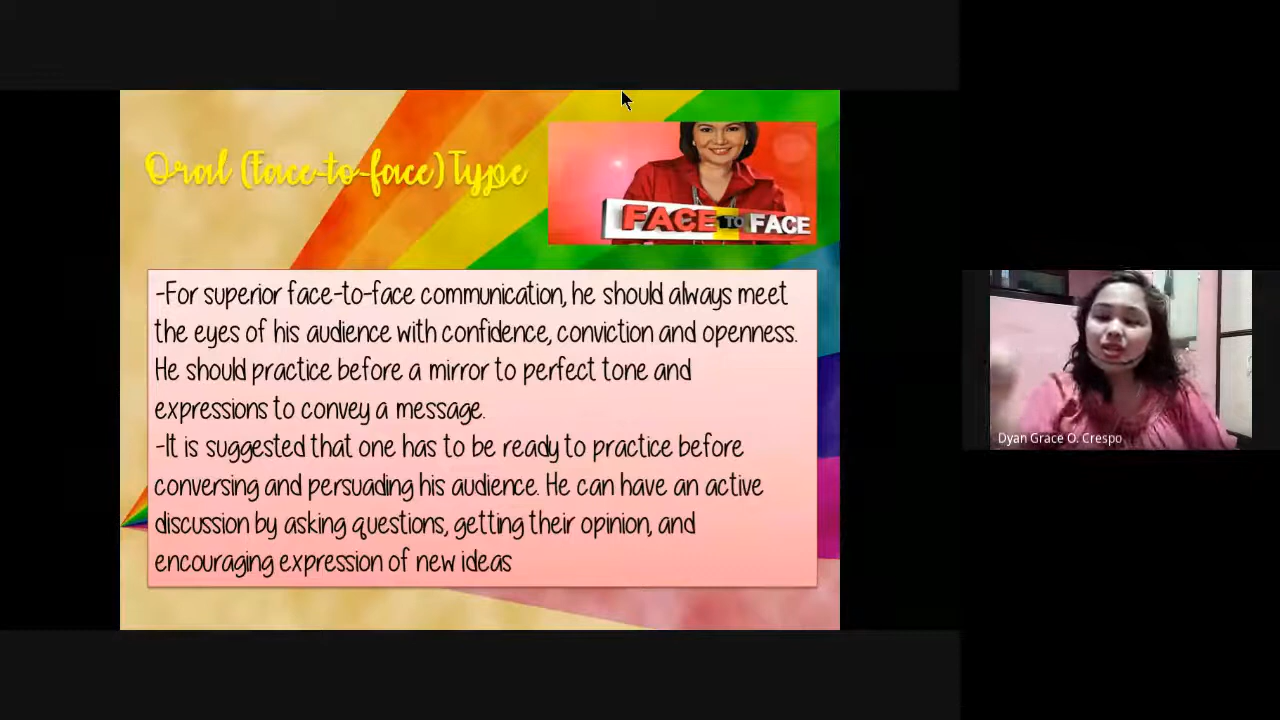 Oral (Face-to-face) Type
FACE TO FACE
-For superior face-to-face communication, he should always meet
the eyes of his audience with confidence, conviction and openness.
He should practice before a mirror to perfect tone and
expressions to convey a message.
-It is suggested that one has to be ready to practice before
conversing and persuading his audience. He can have an active
discussion by asking questions, getting their opinion, and
encouraging expression of new ideas
Dyan Grace O. Crespo